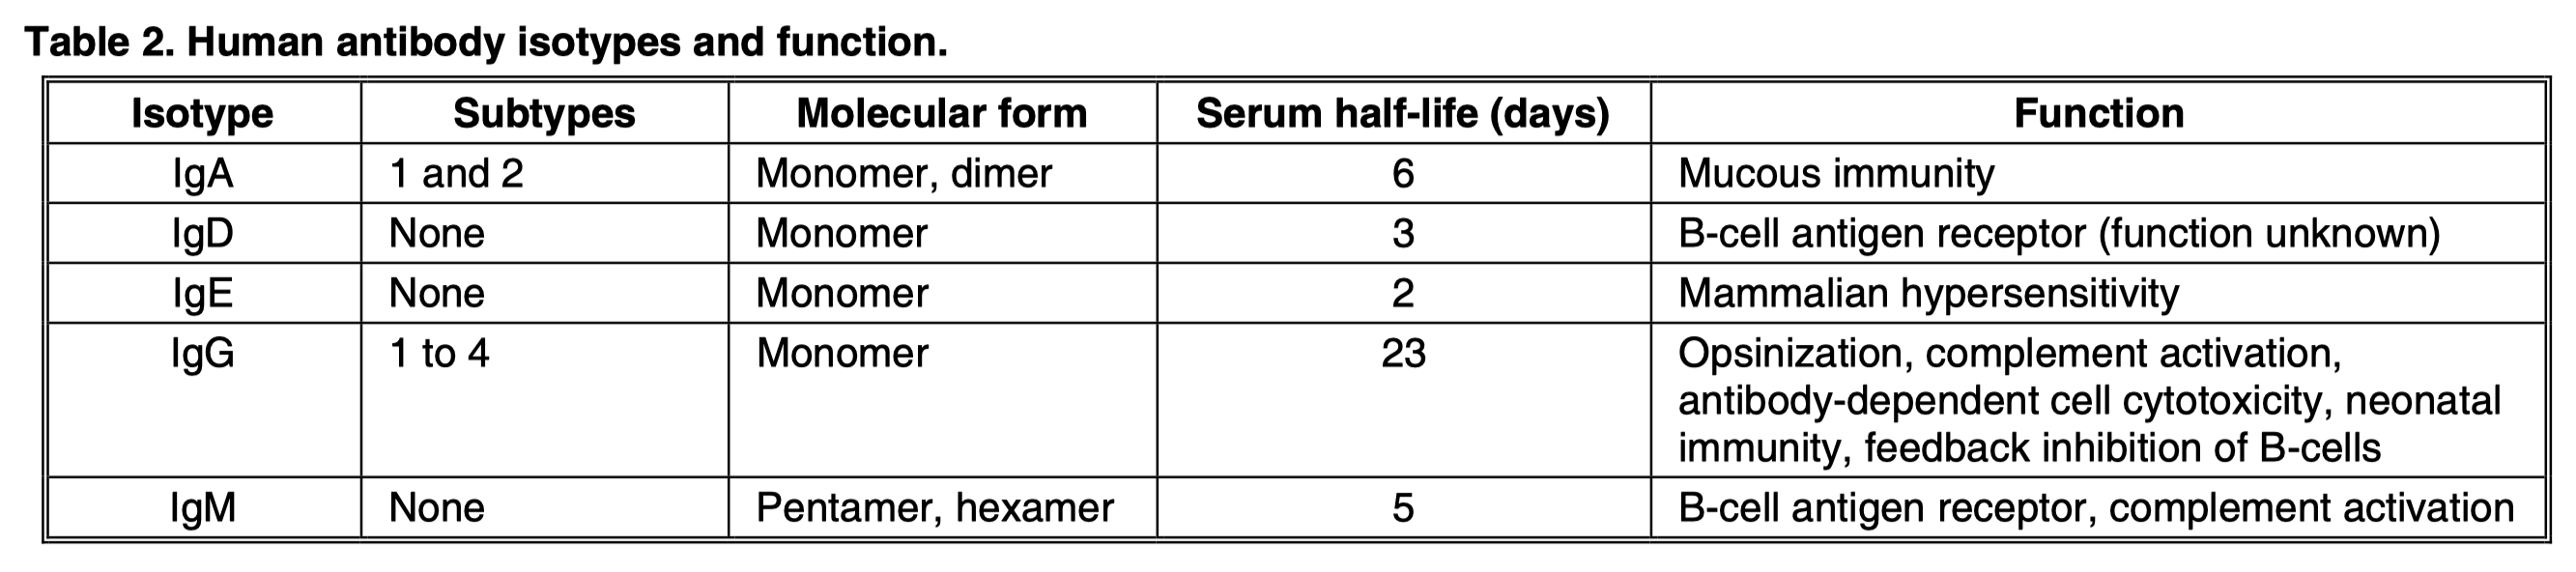 Table 2. Human antibody isotypes and function.
Isotype Subtypes Molecular form Serum half-life (days) Function
IgA 1 and 2 Monomer, dimer 6 Mucous immunity
IgD None Monomer 3 B-cell antigen receptor (function unknown)
IgE None Monomer 2 Mammalian hypersensitivity
IgG 1 to 4 Monomer 23 Opsinization, complement activation,
antibody-dependent cell cytotoxicity, neonatal
immunity, feedback inhibition of B-cells
IgM None Pentamer, hexamer 5 B-cell antigen receptor, complement activation